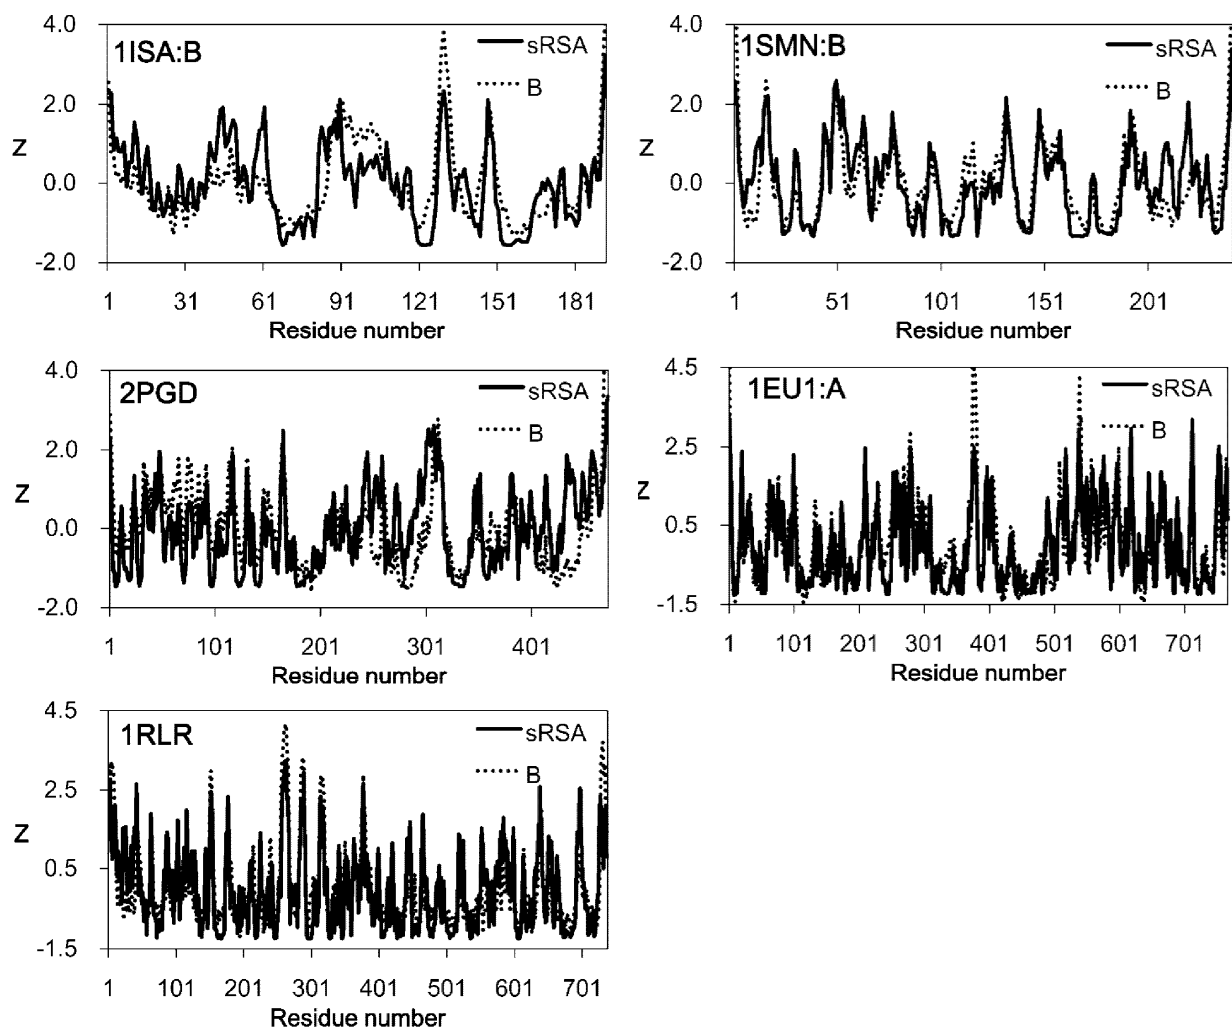 4.0
1ISA:B
sRSA
B
2.0
Z
0.0
-2.0
1 31 61 91 121 151 181
Residue number
4.0
1SMN:B
sRSA
B
2.0
Z
0.0
-2.0
1 51 101 151 201
Residue number
4.0
2PGD
sRSA
B
2.0
Z
0.0
-2.0
1 101 201 301 401
Residue number
4.5
1EU1:A
sRSA
B
2.5
Z
0.5
-1.5
1 101 201 301 401 501 601 701
Residue number
4.5
1RLR
sRSA
B
2.5
Z
0.5
-1.5
1 101 201 301 401 501 601 701
Residue number